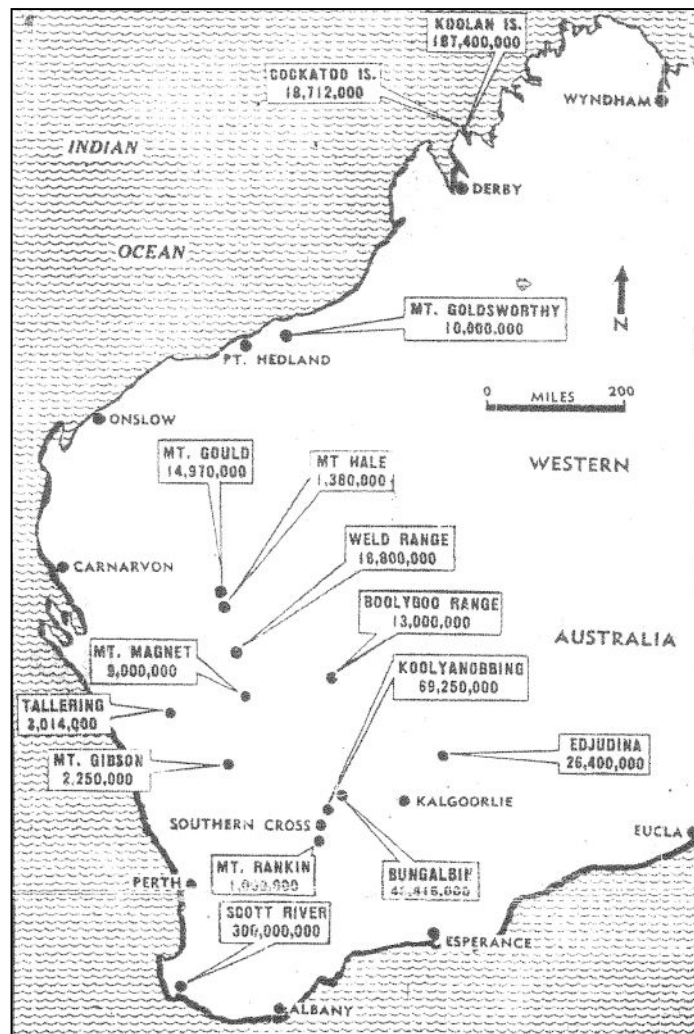 KOOLAN IS.
187,400,000
COCKATOO IS.
18,712,000
WYNDHAM
INDIAN
DERBY
OCEAN
MT. GOLDSWORTHY
10,000,000
N
PT. HEDLAND
0 MILES 200
ONSLOW
MT. GOULD
14,970,000
MT HALE
1,380,000
WESTERN
WELD RANGE
16,800,000
CARNARVON
BOOLYGOO RANGE
13,000,000
AUSTRALIA
MT. MAGNET
9,000,000
KOOLYANOBBING
69,250,000
TALLERING
3,014,000
MT. GIBSON
2,250,000
EDJUDINA
26,400,000
KALGOORLIE
SOUTHERN CROSS
EUCLA
MT. RANKIN
BUNGALBIN
PERTH
SCOTT RIVER
300,000,000
ESPERANCE
ALBANY